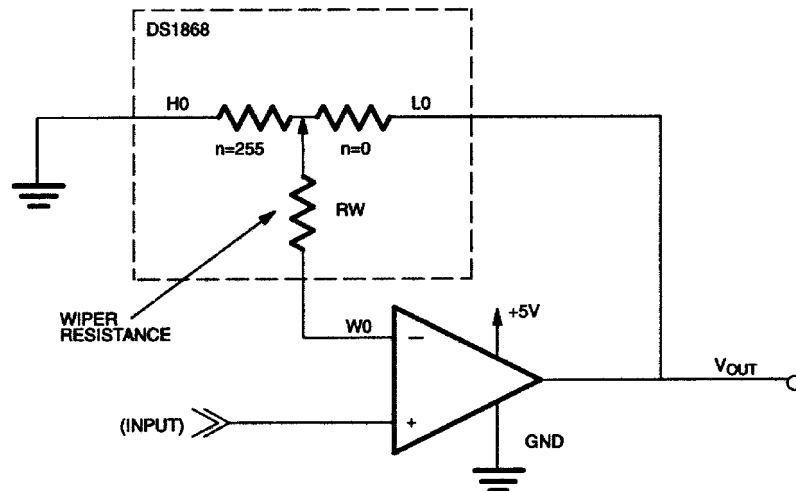 DS1868
H0
L0
n=255
n=0
RW
WIPER
RESISTANCE
W0
+5V
−
VOUT
(INPUT)
+
GND